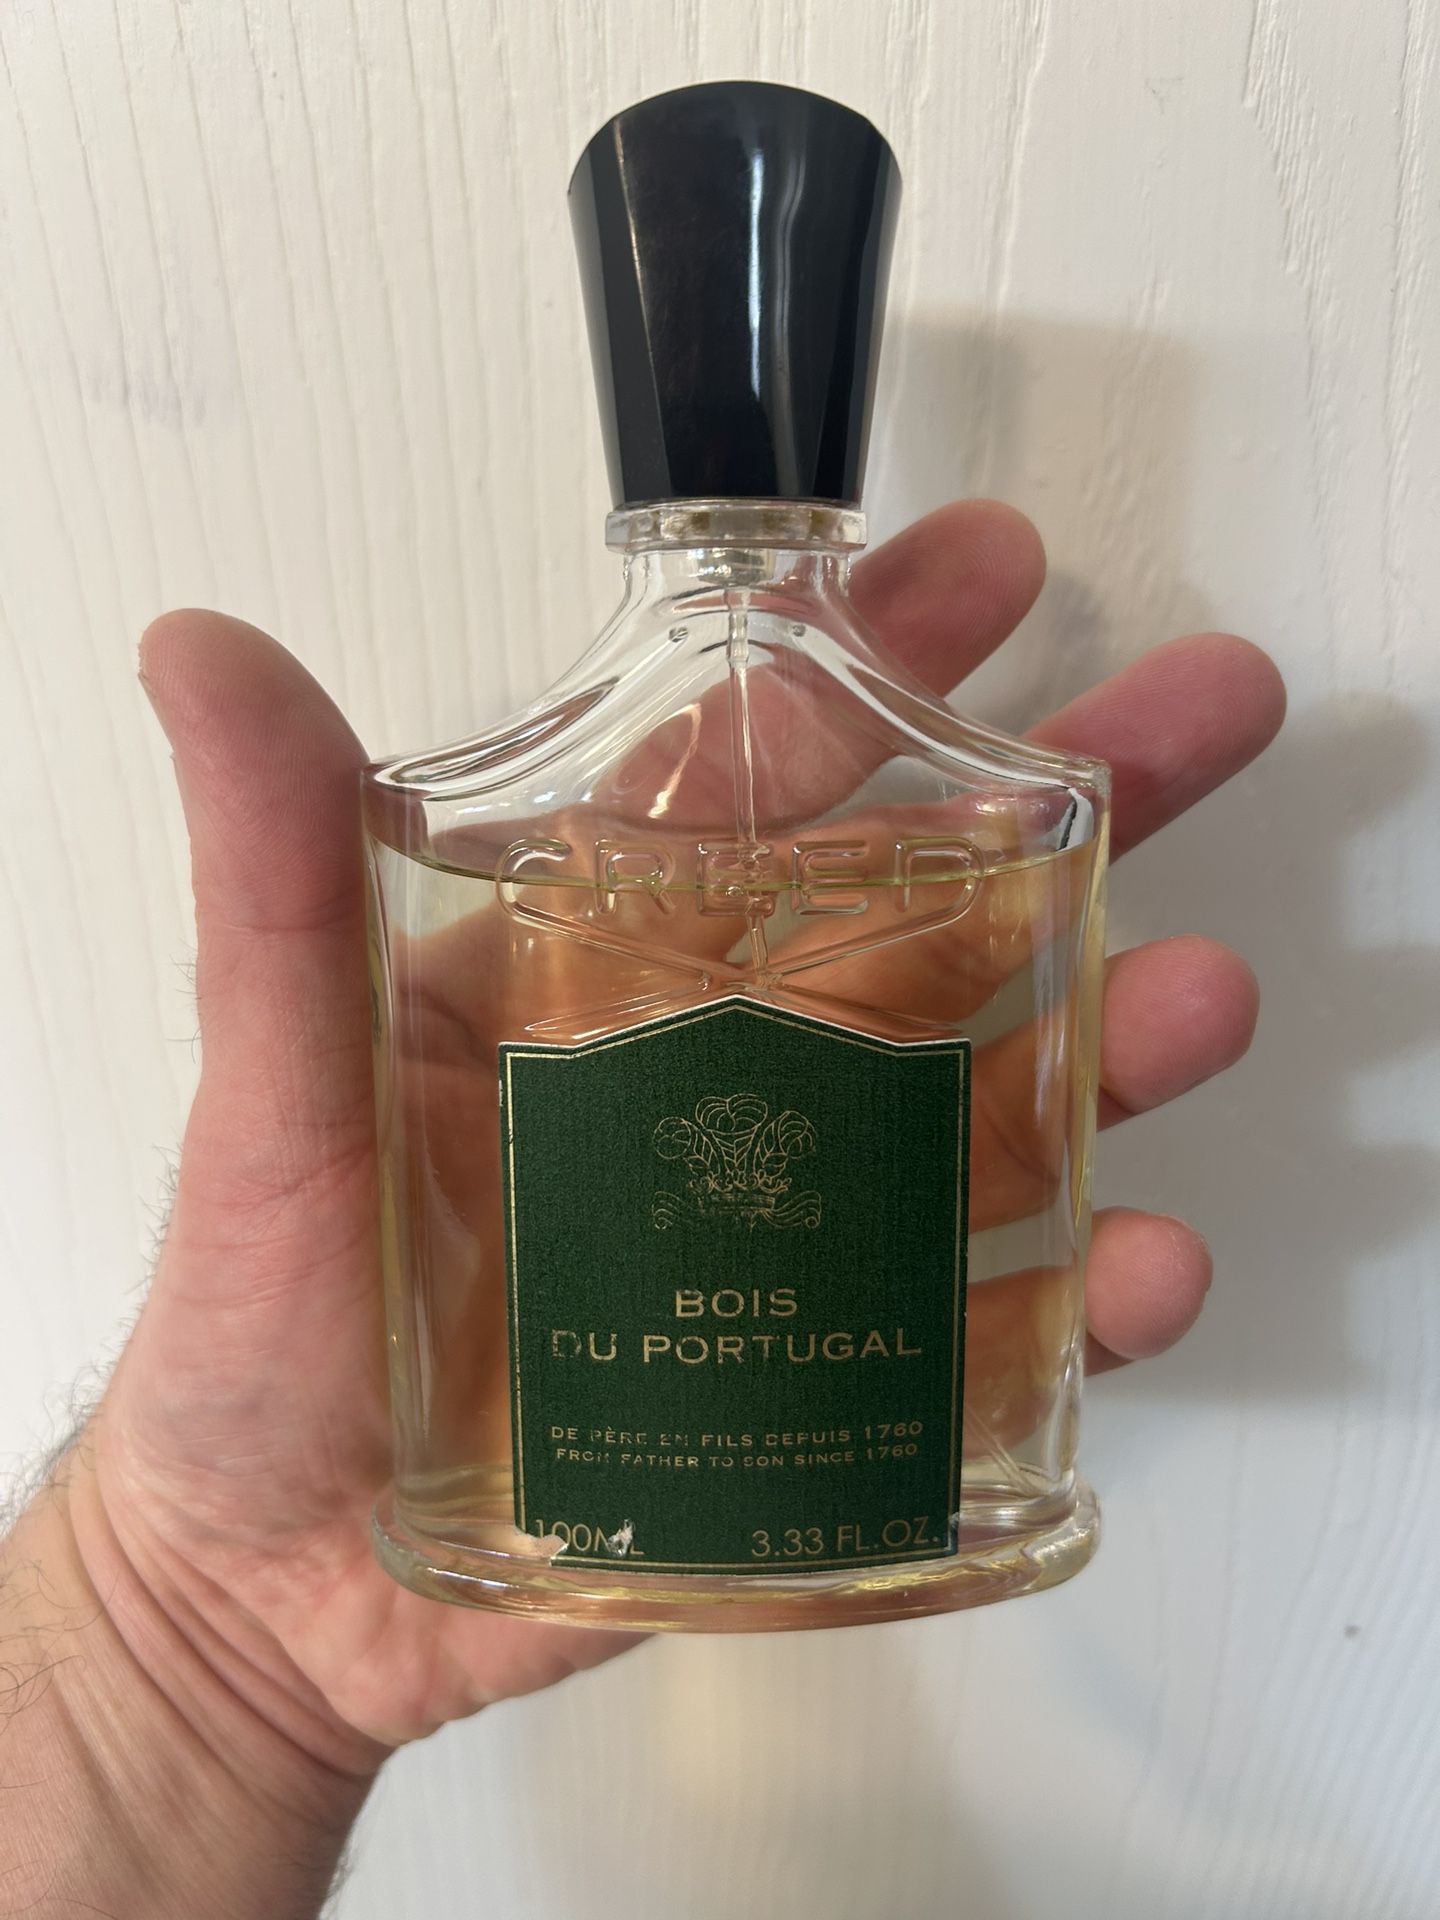 CREED
BOIS
DU PORTUGAL
DE PÈRE EN FILS DEPUIS 1760
FROM FATHER TO SON SINCE 1760
100ML 3.33 FL.OZ.